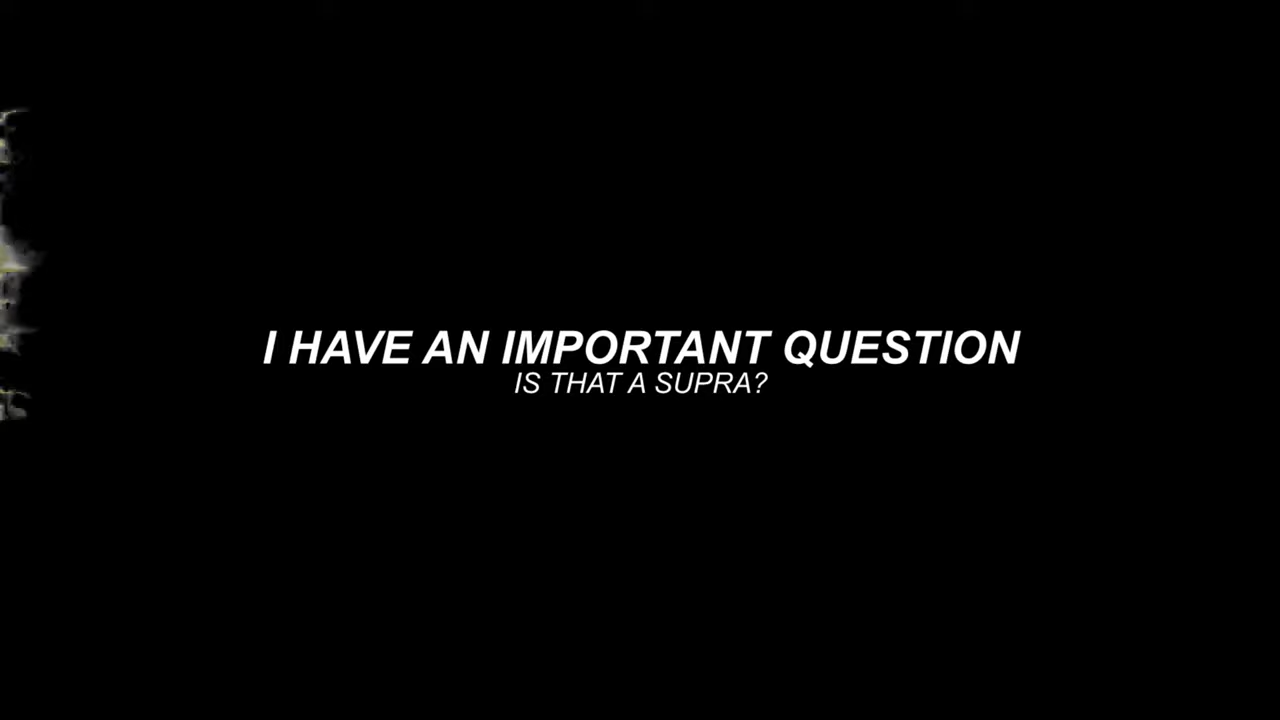 I HAVE AN IMPORTANT QUESTION
IS THAT A SUPRA?